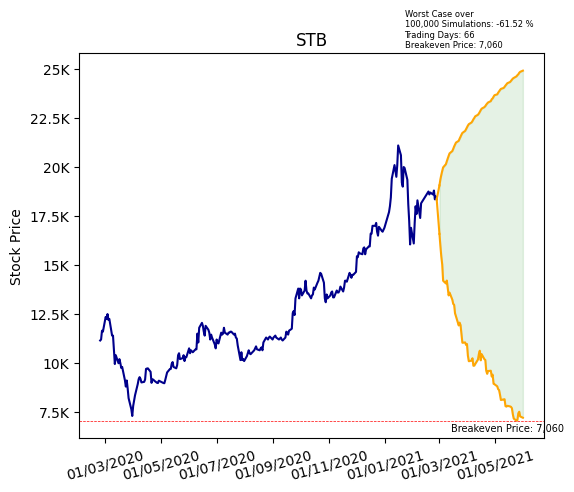 Worst Case over
100,000 Simulations: -61.52 %
Trading Days: 66
Breakeven Price: 7,060
STB
Stock Price
25K
22.5K
20K
17.5K
15K
12.5K
10K
7.5K
Breakeven Price: 7,060
01/03/2020
01/05/2020
01/07/2020
01/09/2020
01/11/2020
01/01/2021
01/03/2021
01/05/2021